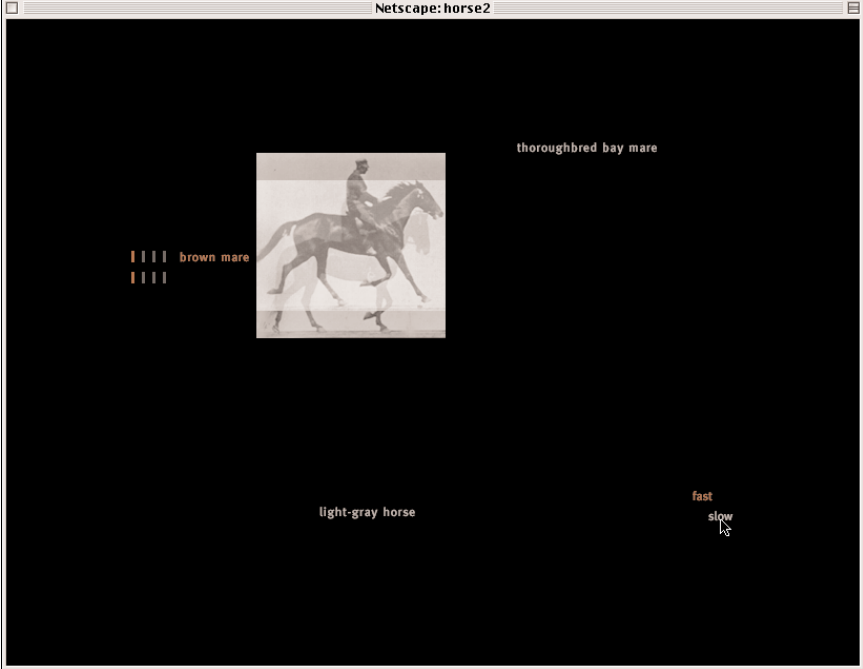 Netscape: horse2
thoroughbred bay mare
brown mare
fast
light-gray horse
slow